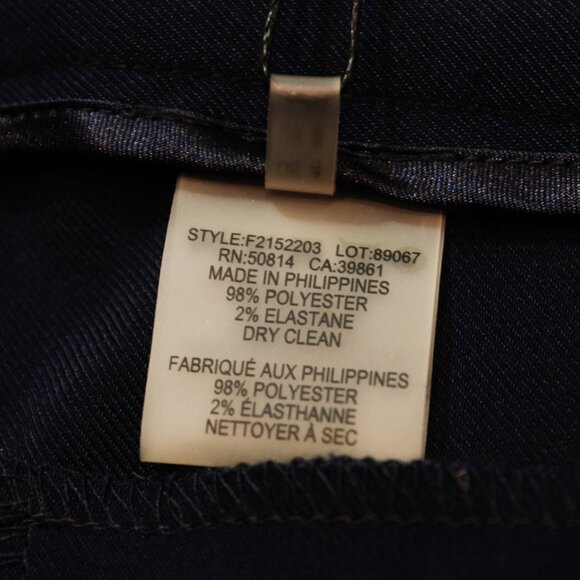 STYLE:F2152203 LOT:89067
RN:50814 CA:39861
MADE IN PHILIPPINES
98% POLYESTER
2% ELASTANE
DRY CLEAN
FABRIQUÉ AUX PHILIPPINES
98% POLYESTER
2% ÉLASTHANNE
NETTOYER À SEC